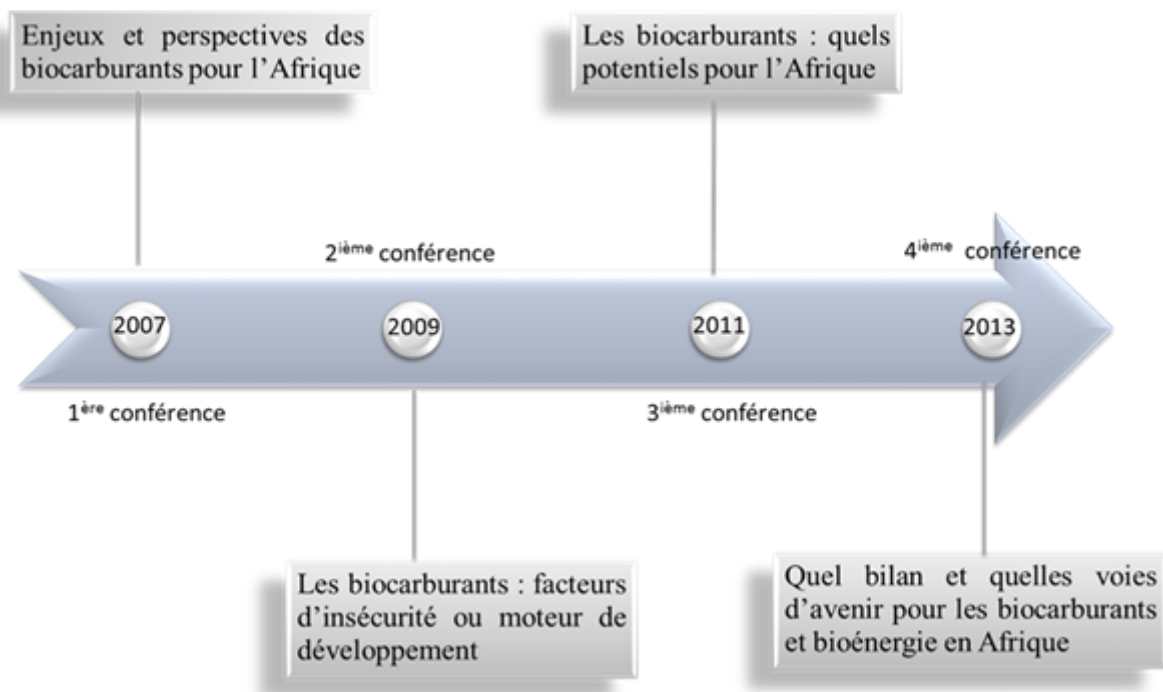 Enjeux et perspectives des
biocarburants pour l’Afrique
Les biocarburants : quels
potentiels pour l’Afrique
2ième conférence
4ième conférence
2007
2009
2011
2013
1ère conférence
3ième conférence
Les biocarburants : facteurs
d’insécurité ou moteur de
développement
Quel bilan et quelles voies
d’avenir pour les biocarburants
et bioénergie en Afrique